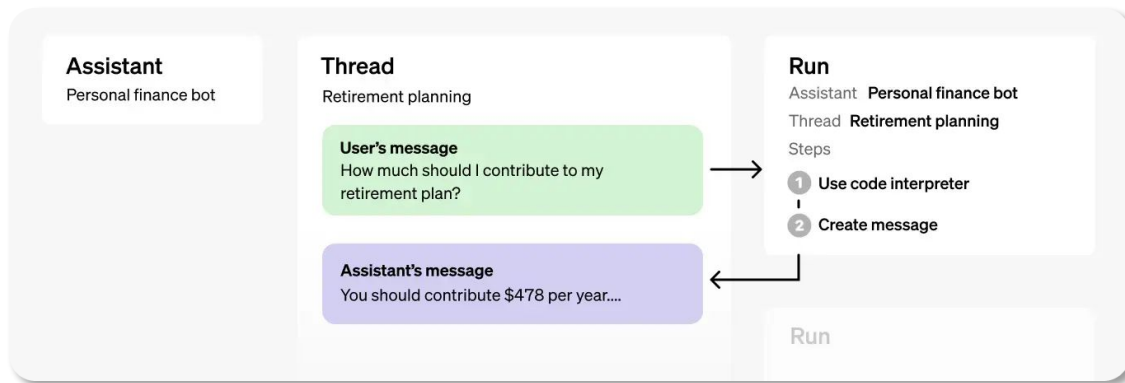 Assistant
Personal finance bot
Thread
Retirement planning
User's message
How much should I contribute to my
retirement plan?
Assistant's message
You should contribute $478 per year....
Run
Assistant Personal finance bot
Thread Retirement planning
Steps
1 Use code interpreter
2 Create message
Run